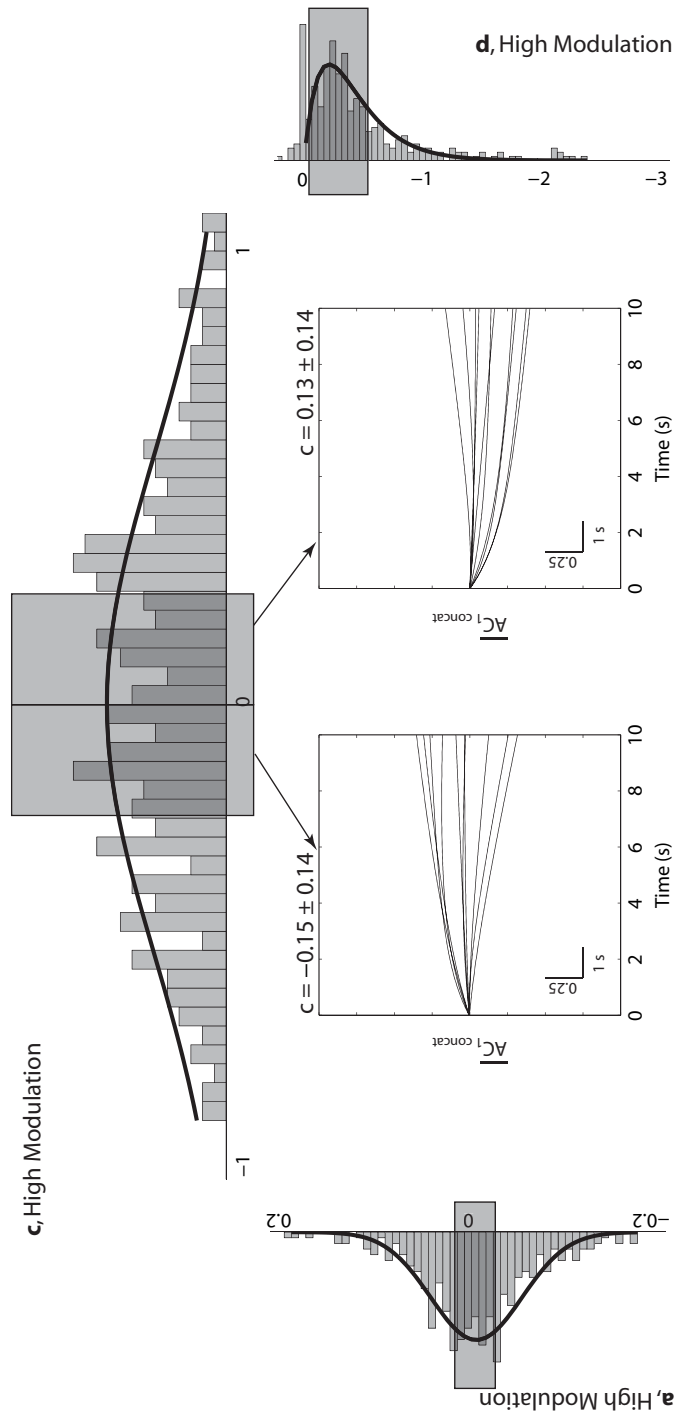 c, High Modulation
−1
0
1
a, High Modulation
0.2
0
−0.2
c = −0.15 ± 0.14
AC1 concat
0.25
1 s
0
2
4
6
8
10
Time (s)
c = 0.13 ± 0.14
AC1 concat
0.25
1 s
0
2
4
6
8
10
Time (s)
d, High Modulation
0
−1
−2
−3